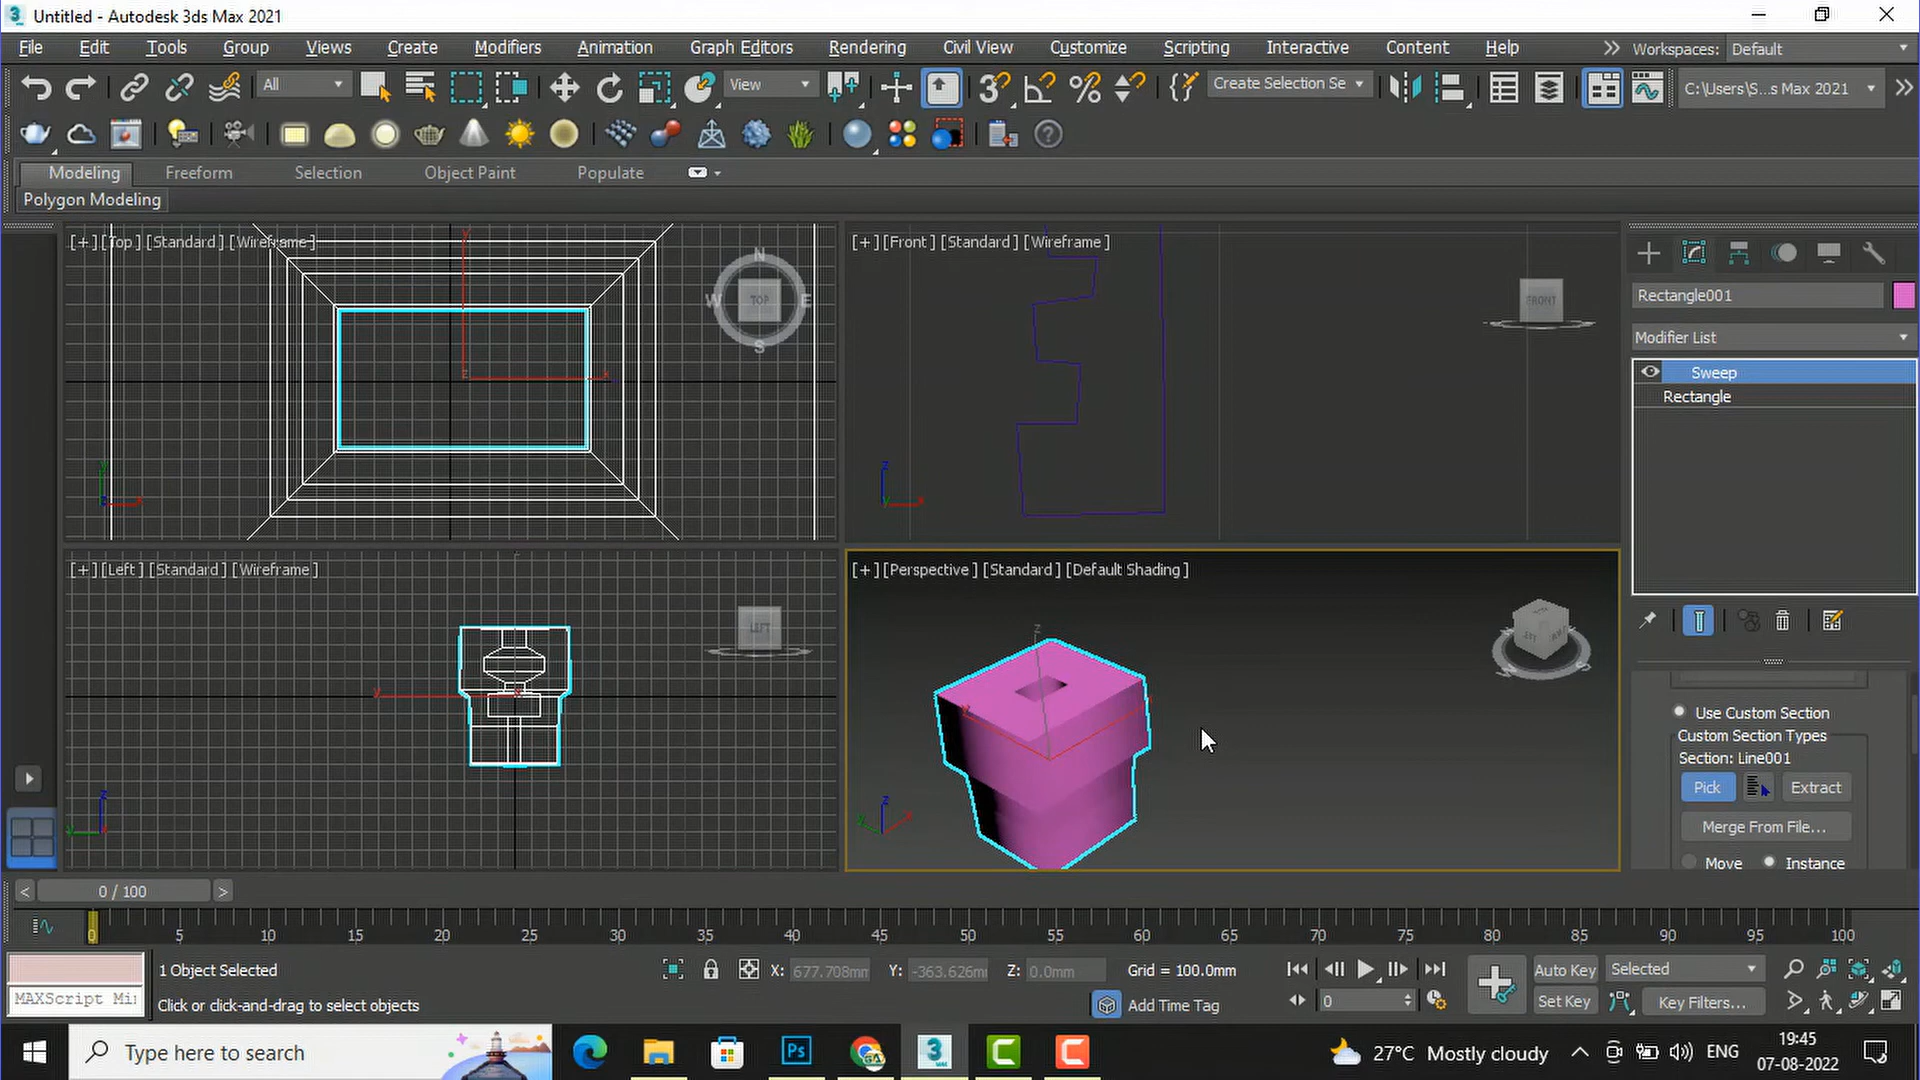 Untitled - Autodesk 3ds Max 2021
File Edit Tools Group Views Create Modifiers Animation Graph Editors Rendering Civil View Customize Scripting Interactive Content Help Workspaces: Default
All View Create Selection Se C:\Users\S...s Max 2021
Modeling Freeform Selection Object Paint Populate
Polygon Modeling
[+] [Top] [Standard] [Wireframe]
[+] [Front] [Standard] [Wireframe]
N
W TOP E
S
FRONT
Rectangle001
Modifier List
Sweep
Rectangle
[+] [Left] [Standard] [Wireframe]
[+] [Perspective] [Standard] [Default Shading]
LEFT
Use Custom Section
Custom Section Types
Section: Line001
Pick Extract
Merge From File...
Move Instance
< 0 / 100 >
0 5 10 15 20 25 30 35 40 45 50 55 60 65 70 75 80 85 90 95 100
1 Object Selected X: 677.708mm Y: -363.626mm Z: 0.0mm Grid = 100.0mm Auto Key Selected
MAXScript Mi
Click or click-and-drag to select objects Add Time Tag 0 Set Key Key Filters...
Type here to search Ps 27°C Mostly cloudy ENG 19:45
07-08-2022